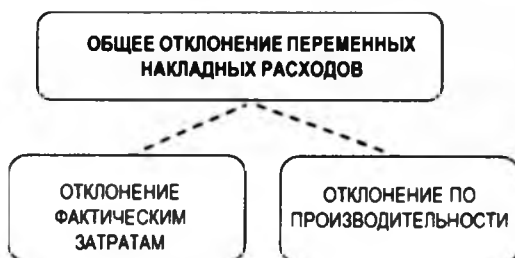 ОБЩЕЕ ОТКЛОНЕНИЕ ПЕРЕМЕННЫХ
НАКЛАДНЫХ РАСХОДОВ
ОТКЛОНЕНИЕ
ФАКТИЧЕСКИМ
ЗАТРАТАМ
ОТКЛОНЕНИЕ ПО
ПРОИЗВОДИТЕЛЬНОСТИ